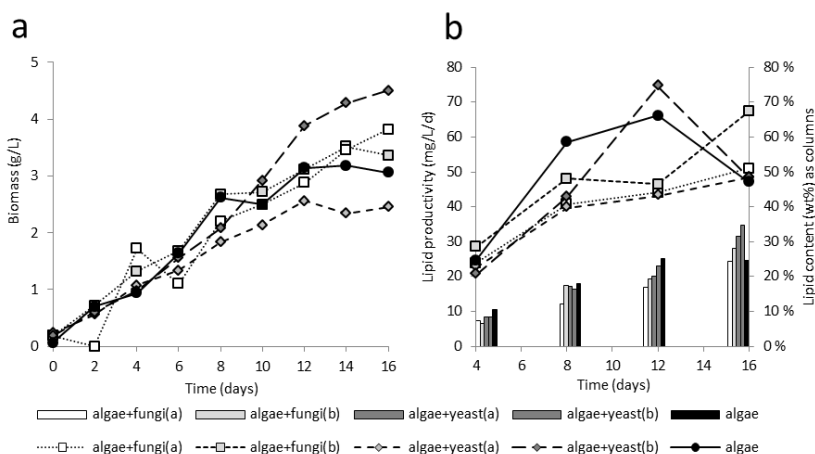 a
b
5
4
3
2
1
0
Biomass (g/L)
0 2 4 6 8 10 12 14 16
Time (days)
80
70
60
50
40
30
20
10
0
Lipid productivity (mg/L/d)
80 %
70 %
60 %
50 %
40 %
30 %
20 %
10 %
0 %
Lipid content (wt%) as columns
4 8 12 16
Time (days)
algae+fungi(a) algae+fungi(b) algae+yeast(a) algae+yeast(b) algae
algae+fungi(a) algae+fungi(b) algae+yeast(a) algae+yeast(b) algae